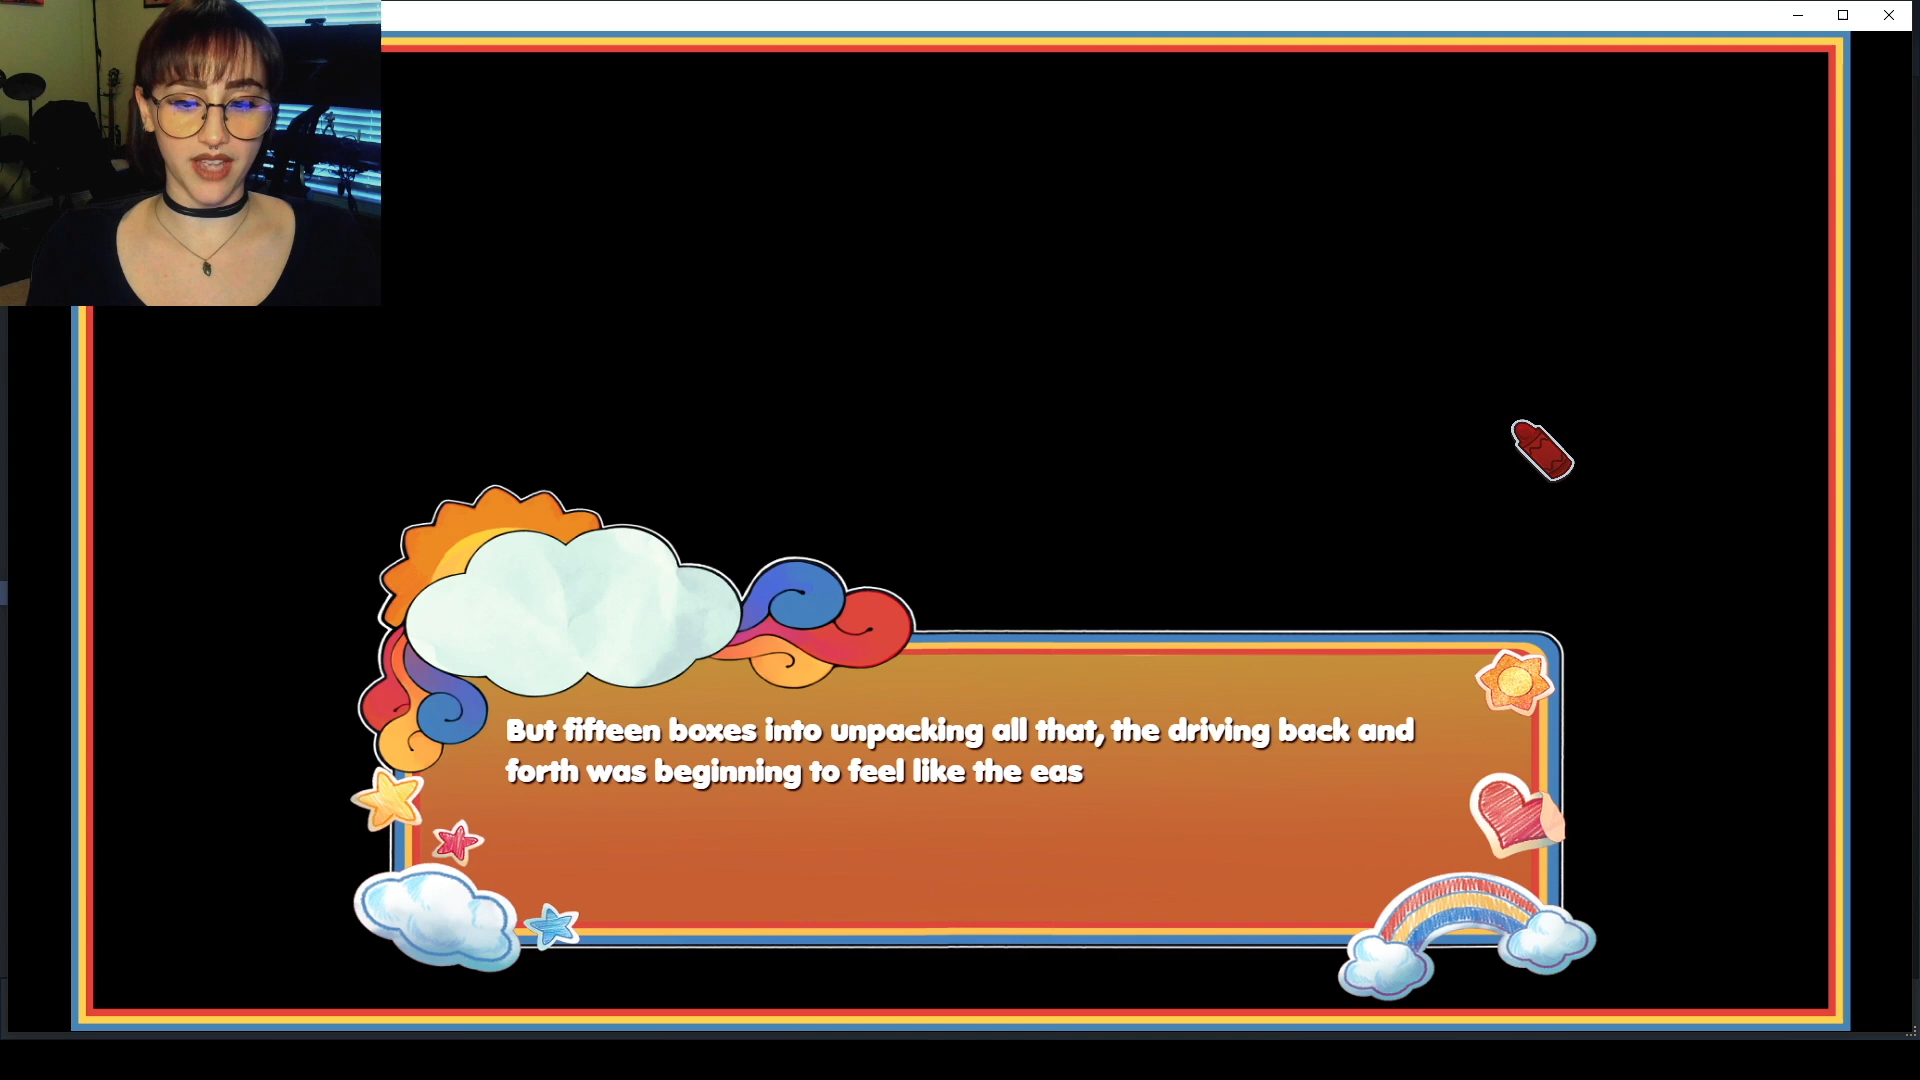 But fifteen boxes into unpacking all that, the driving back and
forth was beginning to feel like the eas